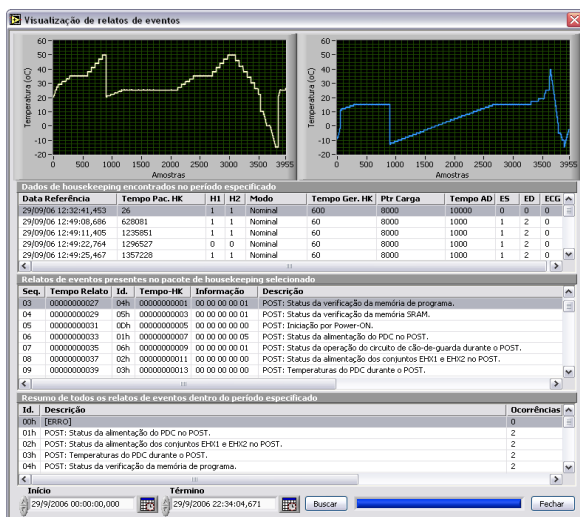 Visualização de relatos de eventos
60
50
40
30
20
10
0
-10
-20
Temperatura (oC)
0 500 1000 1500 2000 2500 3000 3500 3955
Amostras
60
50
40
30
20
10
0
-10
-20
Temperatura (oC)
0 500 1000 1500 2000 2500 3000 3500 3955
Amostras
Dados de housekeeping encontrados no período especificado
Data Referência Tempo Pac. HK H1 H2 Modo Tempo Ger. HK Ptr Carga Tempo AD ES ED ECG
29/09/06 12:32:41,453 26 1 1 Nominal 600 8000 10000 0 0 0
29/09/06 12:49:08,686 628081 1 1 Nominal 60 8000 100 1 2 0
29/09/06 12:49:11,405 1235851 1 1 Nominal 60 8000 100 1 2 0
29/09/06 12:49:22,764 1296527 0 0 Nominal 60 8000 100 1 2 0
29/09/06 12:49:25,467 1357228 1 1 Nominal 60 8000 100 1 2 0
Relatos de eventos presentes no pacote de housekeeping selecionado
Seq. Tempo Relato Id. Tempo-HK Informação Descrição
03 00000000027 04h 00000000001 00 00 00 00 01 POST: Status da verificação da memória de programa.
04 00000000029 05h 00000000003 00 00 00 00 01 POST: Status da verificação da memória SRAM.
05 00000000031 0Dh 00000000005 00 00 00 00 00 POST: Iniciação por Power-ON.
06 00000000033 01h 00000000007 00 00 00 00 05 POST: Status da alimentação do PDC no POST.
07 00000000035 06h 00000000009 00 00 00 00 01 POST: Status da operação do circuito de cão-de-guarda durante o POST.
08 00000000037 02h 00000000011 00 00 00 00 00 POST: Status da alimentação dos conjuntos EHX1 e EHX2 no POST.
09 00000000039 03h 00000000013 00 00 00 00 00 POST: Temperaturas do PDC durante o POST.
Resumo de todos os relatos de eventos dentro do período especificado
Id. Descrição Ocorrências
00h [ERRO] 0
01h POST: Status da alimentação do PDC no POST. 2
02h POST: Status da alimentação dos conjuntos EHX1 e EHX2 no POST. 2
03h POST: Temperaturas do PDC durante o POST. 2
04h POST: Status da verificação da memória de programa. 2
Início Término
29/9/2006 00:00:00,000 29/9/2006 22:34:04,671 Buscar Fechar